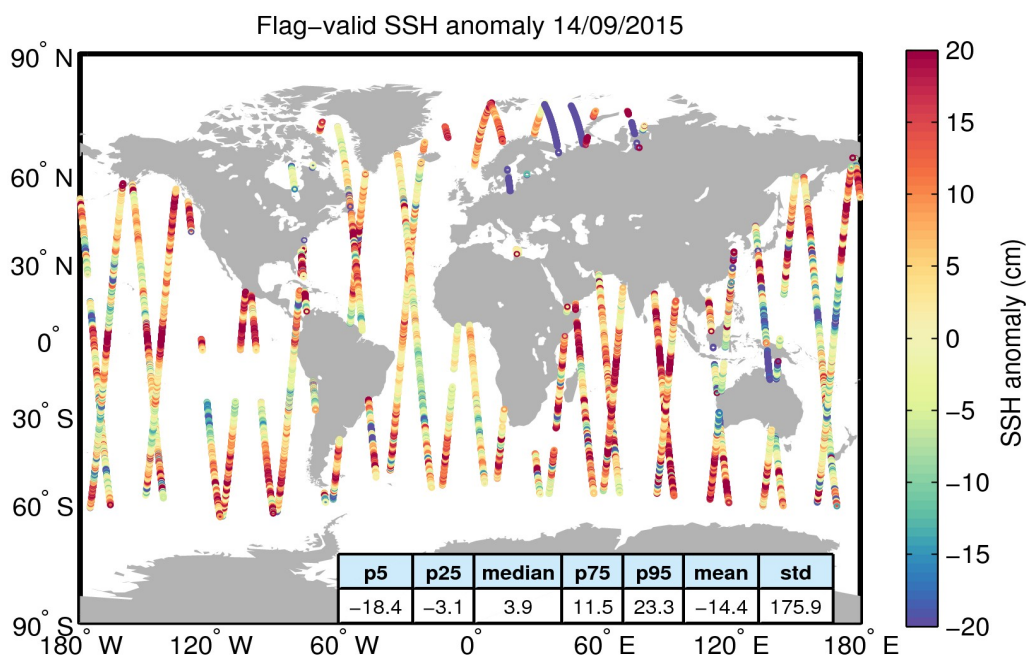 Flag−valid SSH anomaly 14/09/2015
90° N
60° N
30° N
0°
30° S
60° S
90° S
180° W
120° W
60° W
0°
60° E
120° E
180° E
p5 p25 median p75 p95 mean std
−18.4 −3.1 3.9 11.5 23.3 −14.4 175.9
20
15
10
5
0
−5
−10
−15
−20
SSH anomaly (cm)